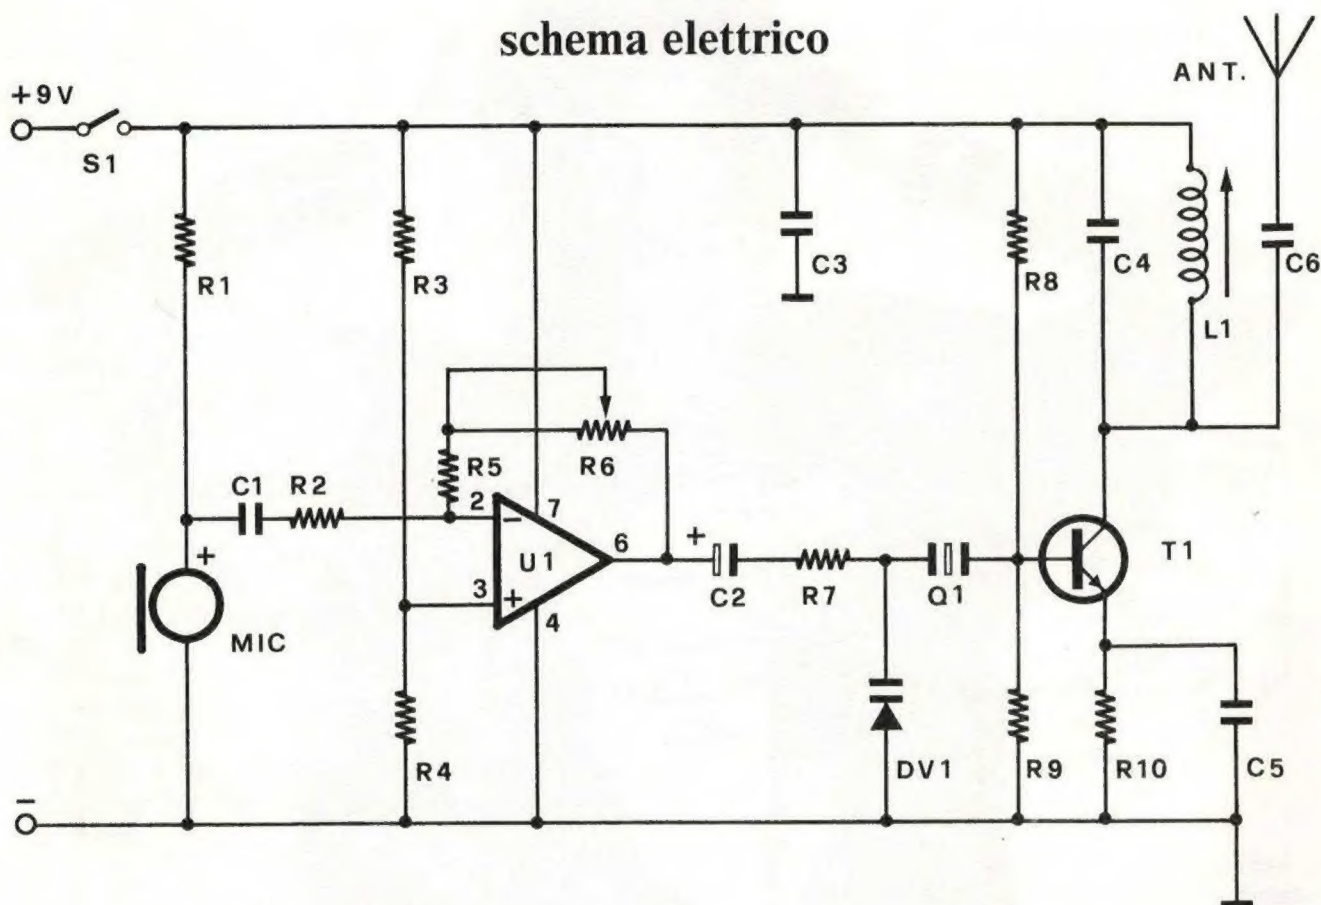 schema elettrico
ANT.
+9V
S1
R1
R3
C3
R8
C4
L1
C6
R5
R6
C1
R2
2
7
-
U1
6
+
+
3
+
4
MIC
C2
R7
Q1
T1
R4
DV1
R9
R10
C5
-